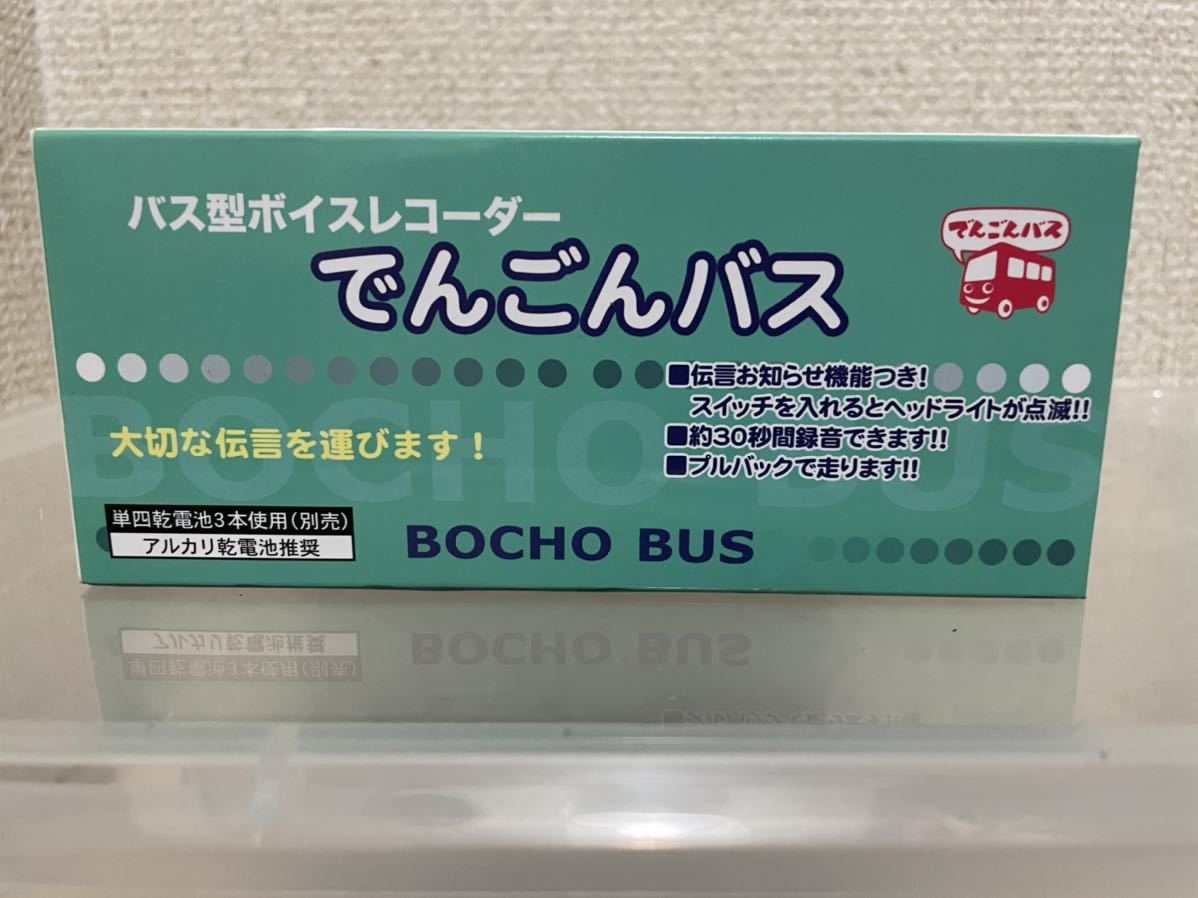 バス型ボイスレコーダー
でんごんバス
でんごんバス
■伝言お知らせ機能つき!
スイッチを入れるとヘッドライトが点滅!!
■約30秒間録音できます!!
■プルバックで走ります!!
大切な伝言を運びます!
BOCHO BUS
単四乾電池3本使用(別売)
アルカリ乾電池推奨
BOCHO BUS